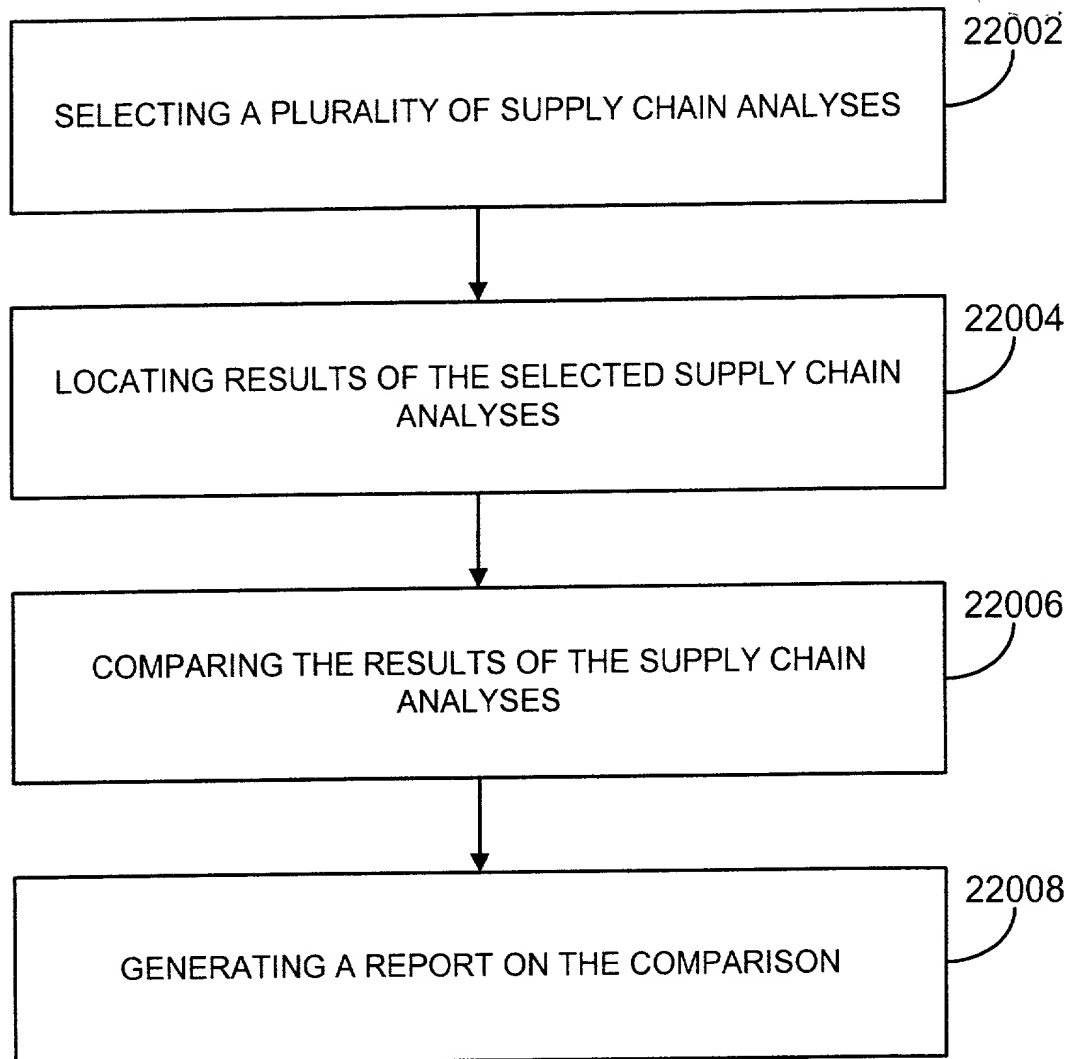 22002
SELECTING A PLURALITY OF SUPPLY CHAIN ANALYSES
22004
LOCATING RESULTS OF THE SELECTED SUPPLY CHAIN
ANALYSES
22006
COMPARING THE RESULTS OF THE SUPPLY CHAIN
ANALYSES
22008
GENERATING A REPORT ON THE COMPARISON